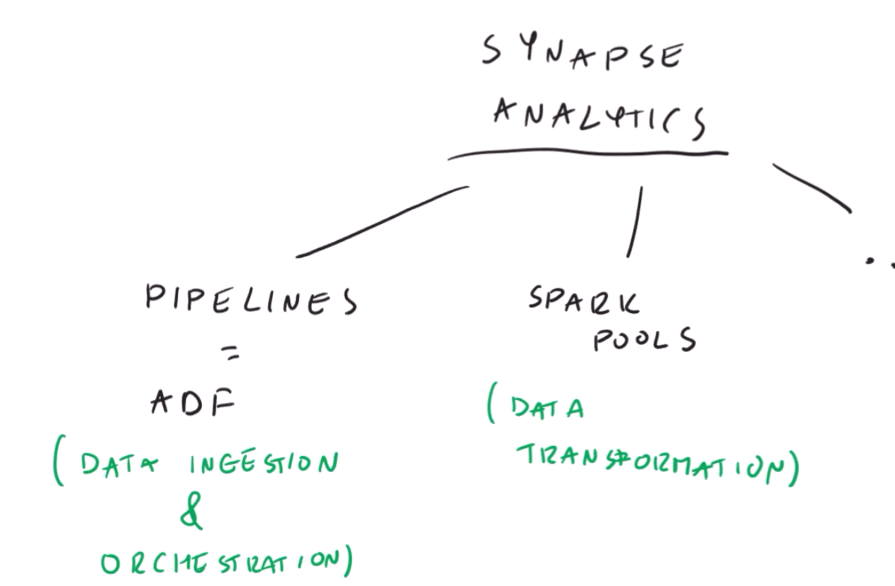 SYNAPSE
ANALYTICS
PIPELINES
=
ADF
(DATA INGESTION
&
ORCHESTRATION)
SPARK
POOLS
(DATA
TRANSFORMATION)
..